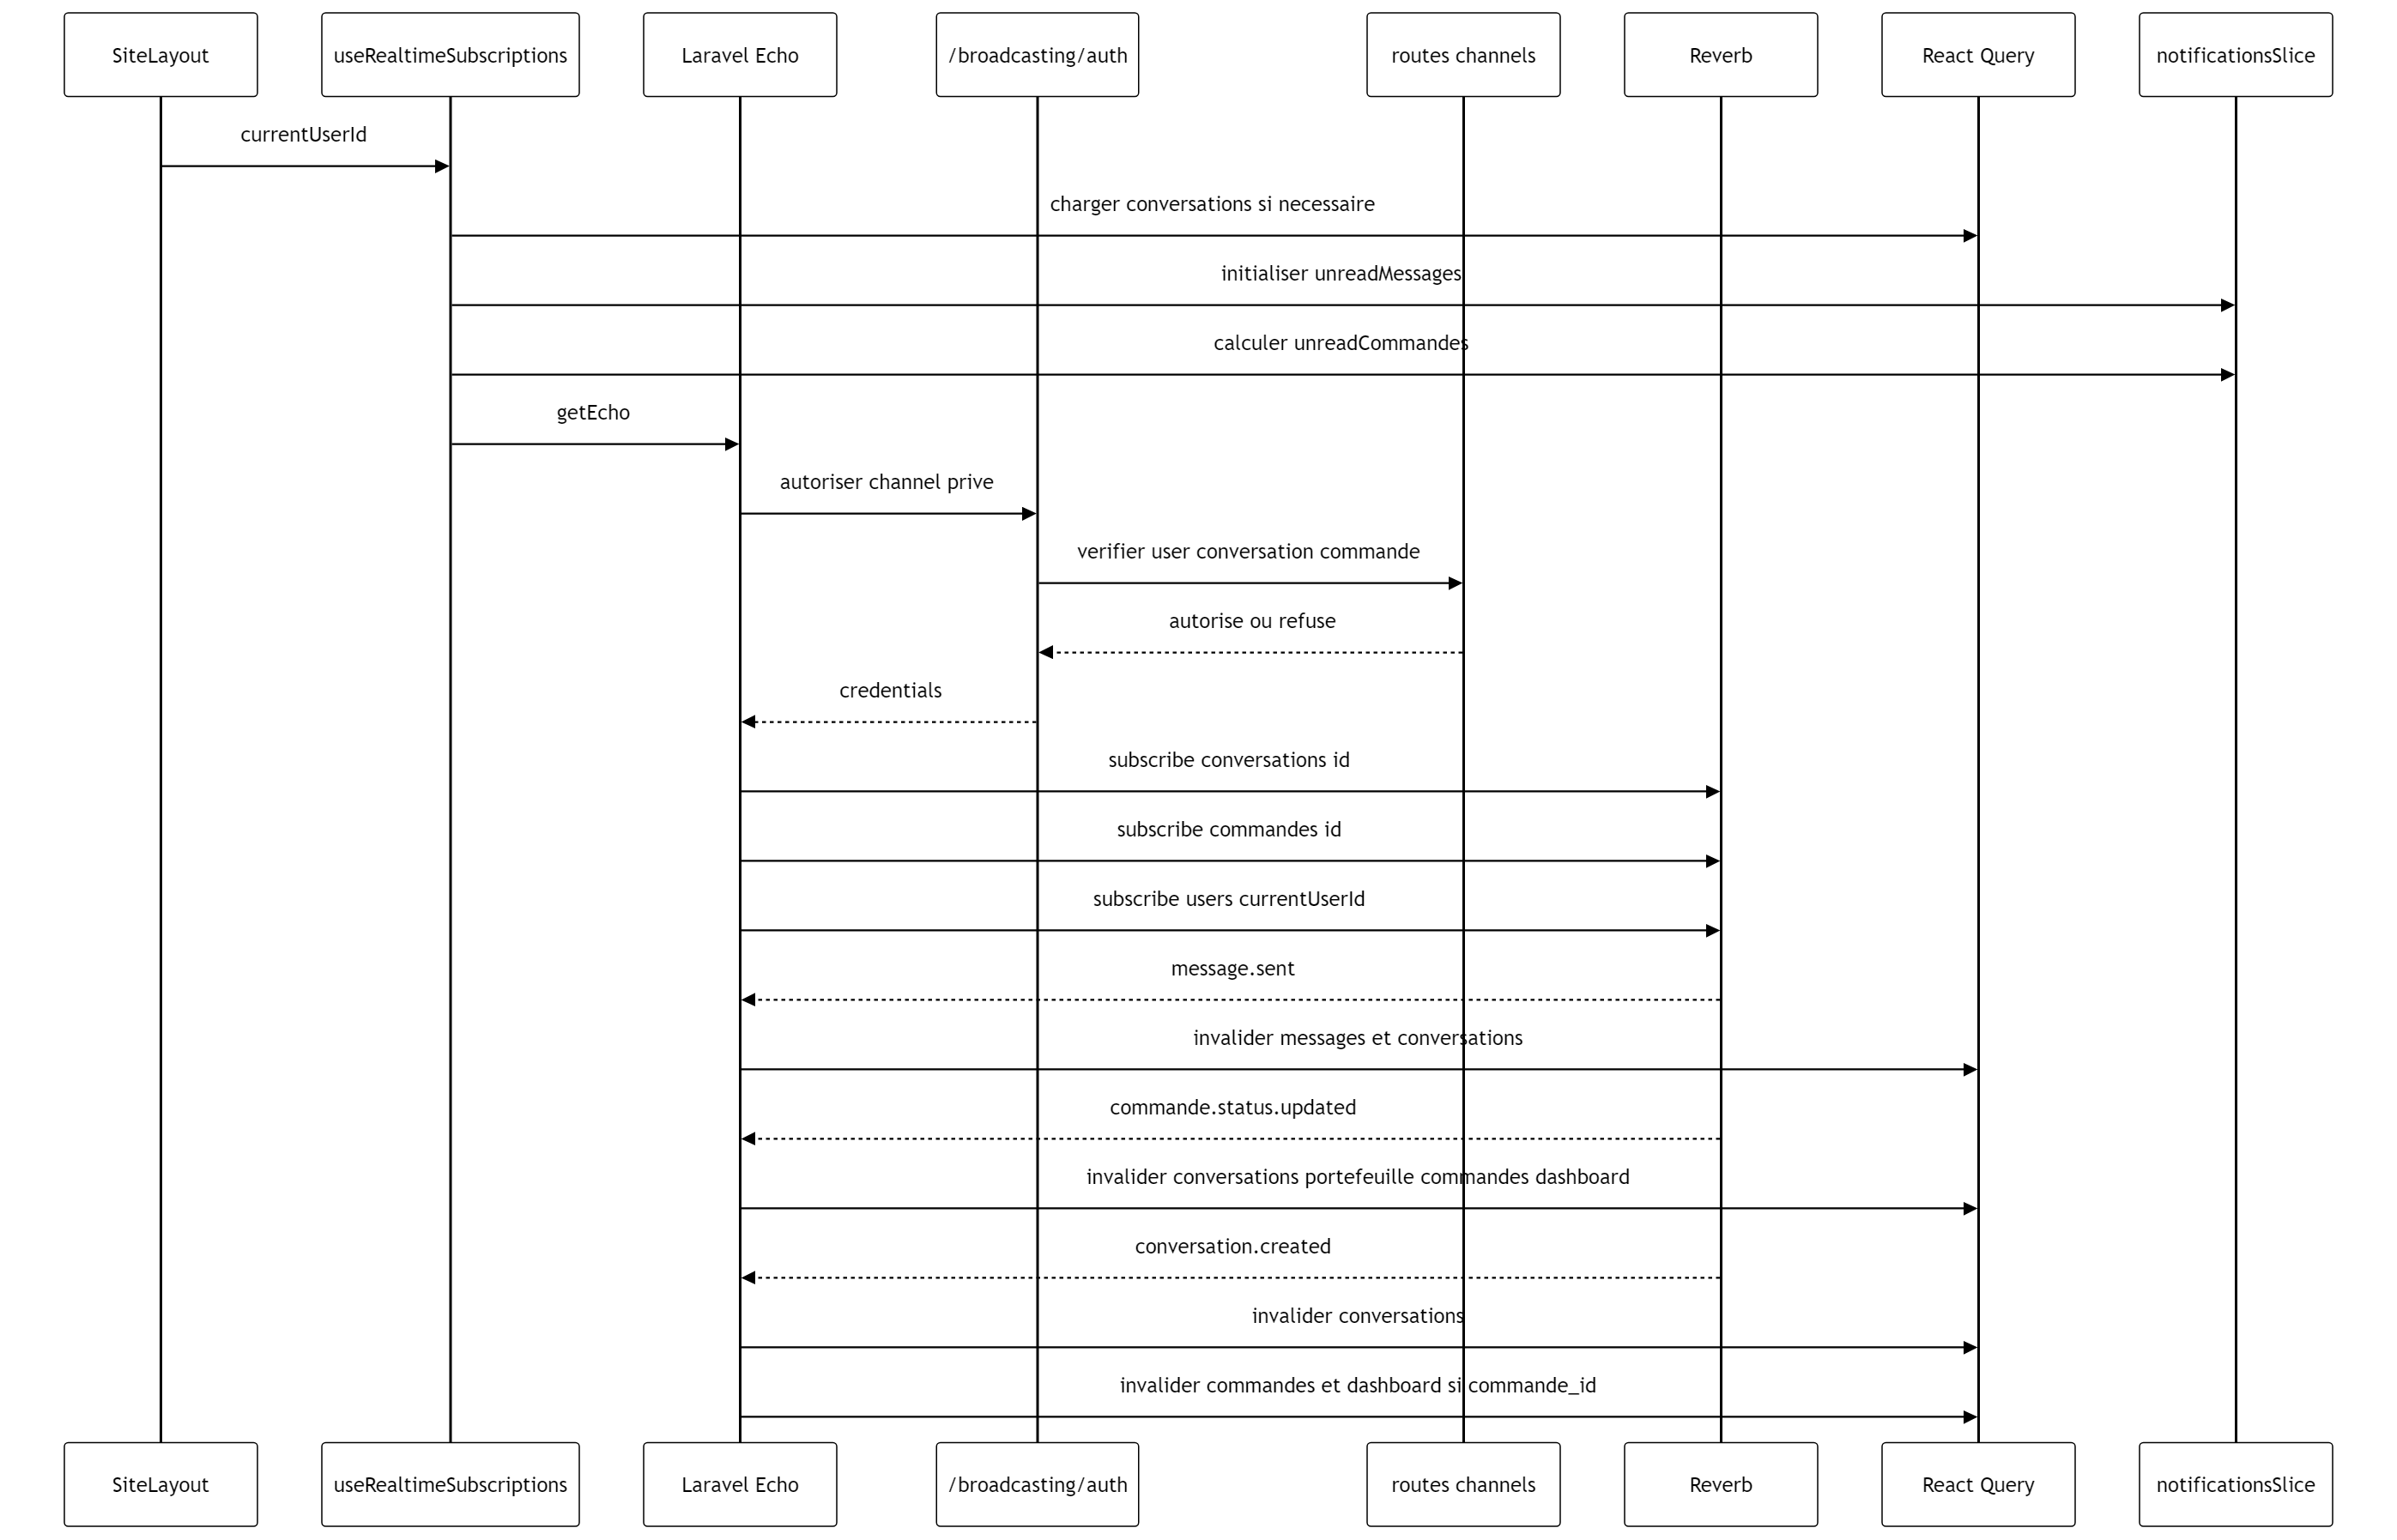 SiteLayout
useRealtimeSubscriptions
Laravel Echo
/broadcasting/auth
routes channels
Reverb
React Query
notificationsSlice
currentUserId
charger conversations si necessaire
initialiser unreadMessages
calculer unreadCommandes
getEcho
autoriser channel prive
verifier user conversation commande
autorise ou refuse
credentials
subscribe conversations id
subscribe commandes id
subscribe users currentUserId
message.sent
invalider messages et conversations
commande.status.updated
invalider conversations portefeuille commandes dashboard
conversation.created
invalider conversations
invalider commandes et dashboard si commande_id
SiteLayout
useRealtimeSubscriptions
Laravel Echo
/broadcasting/auth
routes channels
Reverb
React Query
notificationsSlice